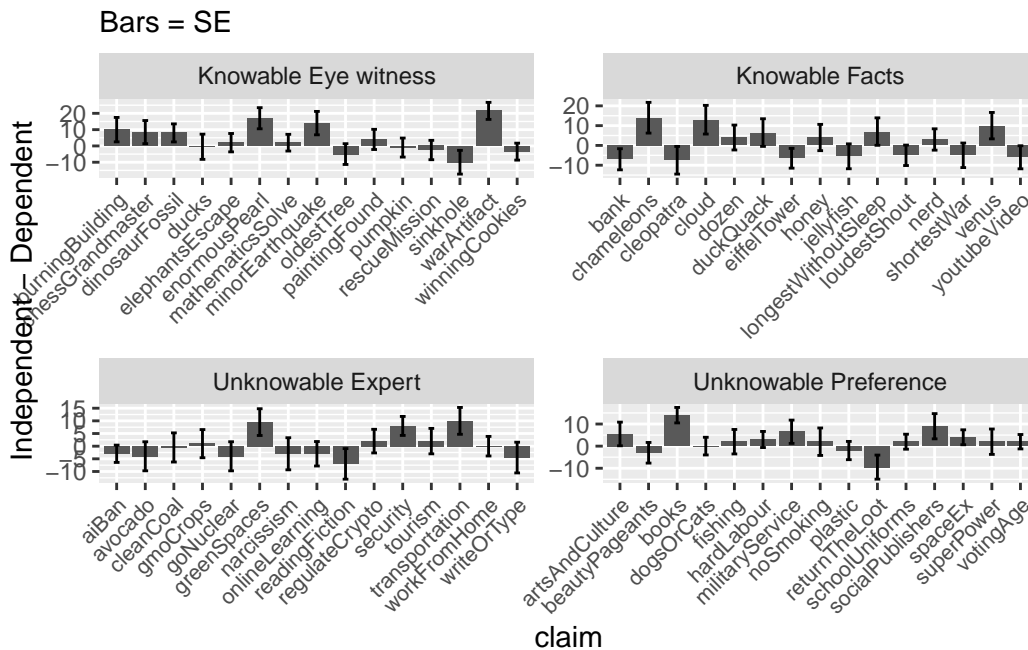 Bars = SE
Independent – Dependent
Knowable Eye witness
20
10
0
−10
burningBuilding
chessGrandmaster
dinosaurFossil
ducks
elephantsEscape
enormousPearl
mathematicsSolve
minorEarthquake
oldestTree
paintingFound
pumpkin
rescueMission
sinkhole
warArtifact
winningCookies
Knowable Facts
20
10
0
−10
bank
chameleons
cleopatra
cloud
dozen
duckQuack
eiffelTower
honey
jellyfish
longestWithoutSleep
loudestShout
nerd
shortestWar
venus
youtubeVideo
Unknowable Expert
15
10
5
0
−5
−10
aiBan
avocado
cleanCoal
gmoCrops
goNuclear
greenSpaces
narcissism
onlineLearning
readingFiction
regulateCrypto
security
tourism
transportation
workFromHome
writeOrType
Unknowable Preference
10
0
−10
artsAndCulture
beautyPageants
books
dogsOrCats
fishing
hardLabour
militaryService
noSmoking
plastic
returnTheLoot
schoolUniforms
socialPublishers
spaceEx
superPower
votingAge
claim